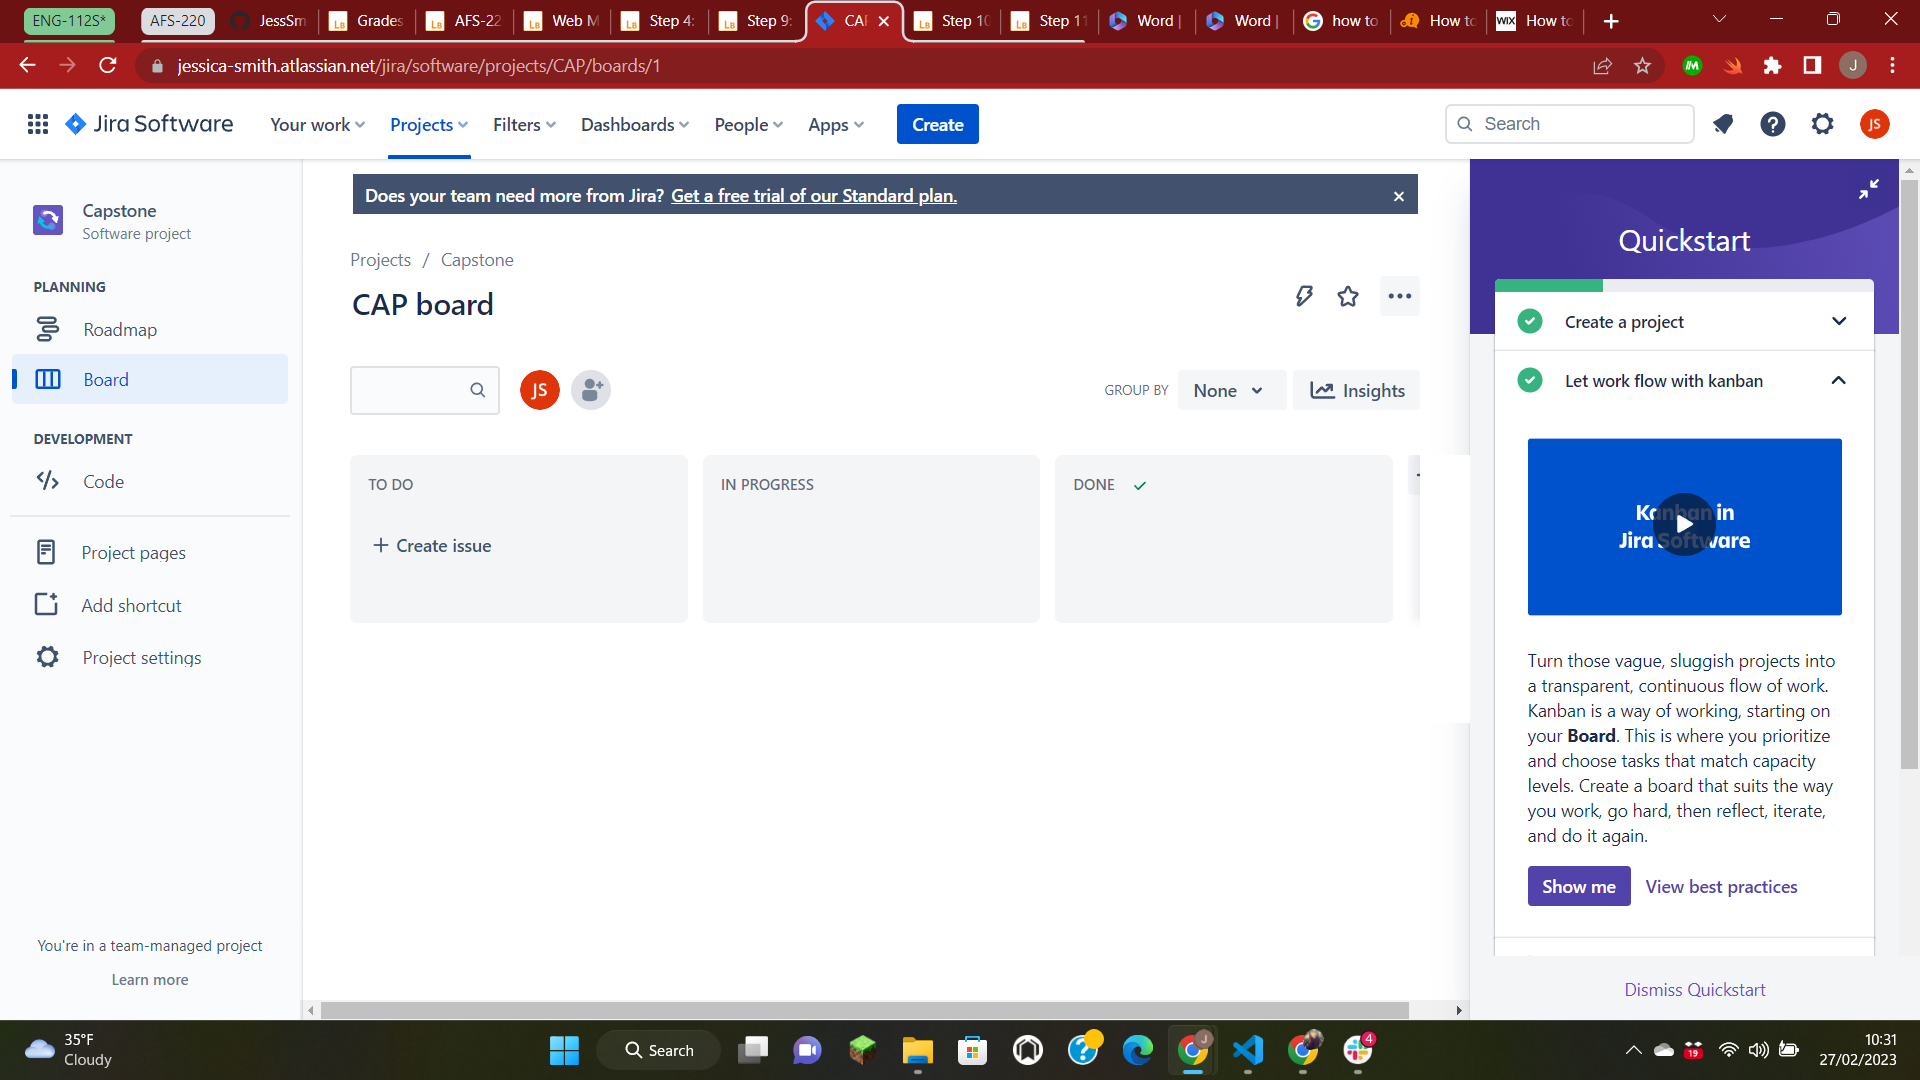 ENG-112S*
AFS-220
JessSm
Grades
AFS-22
Web M
Step 4:
Step 9:
CAP
Step 10
Step 11
Word |
Word |
how to
How to
WIX
How to
jessica-smith.atlassian.net/jira/software/projects/CAP/boards/1
J
Jira Software
Your work
Projects
Filters
Dashboards
People
Apps
Create
Search
JS
Capstone
Software project
PLANNING
Roadmap
Board
DEVELOPMENT
Code
Project pages
Add shortcut
Project settings
You're in a team-managed project
Learn more
Does your team need more from Jira? Get a free trial of our Standard plan.
Projects / Capstone
CAP board
JS
GROUP BY
None
Insights
TO DO
+ Create issue
IN PROGRESS
DONE
Quickstart
Create a project
Let work flow with kanban
Kanban in
Jira Software
Turn those vague, sluggish projects into
a transparent, continuous flow of work.
Kanban is a way of working, starting on
your Board. This is where you prioritize
and choose tasks that match capacity
levels. Create a board that suits the way
you work, go hard, then reflect, iterate,
and do it again.
Show me
View best practices
Dismiss Quickstart
35°F
Cloudy
Search
J
4
19
10:31
27/02/2023